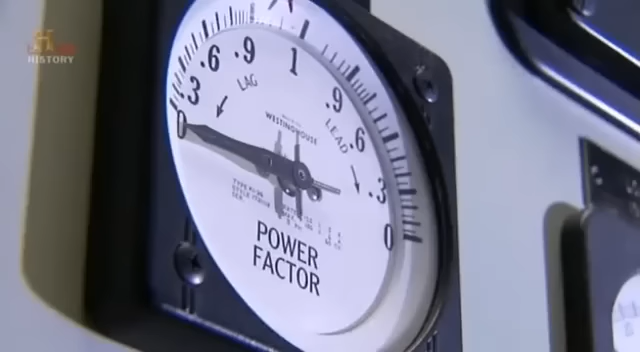 HISTORY
1
.9 .9
.6 .6
.3 .3
0 0
LAG LEAD
WESTINGHOUSE
POWER
FACTOR